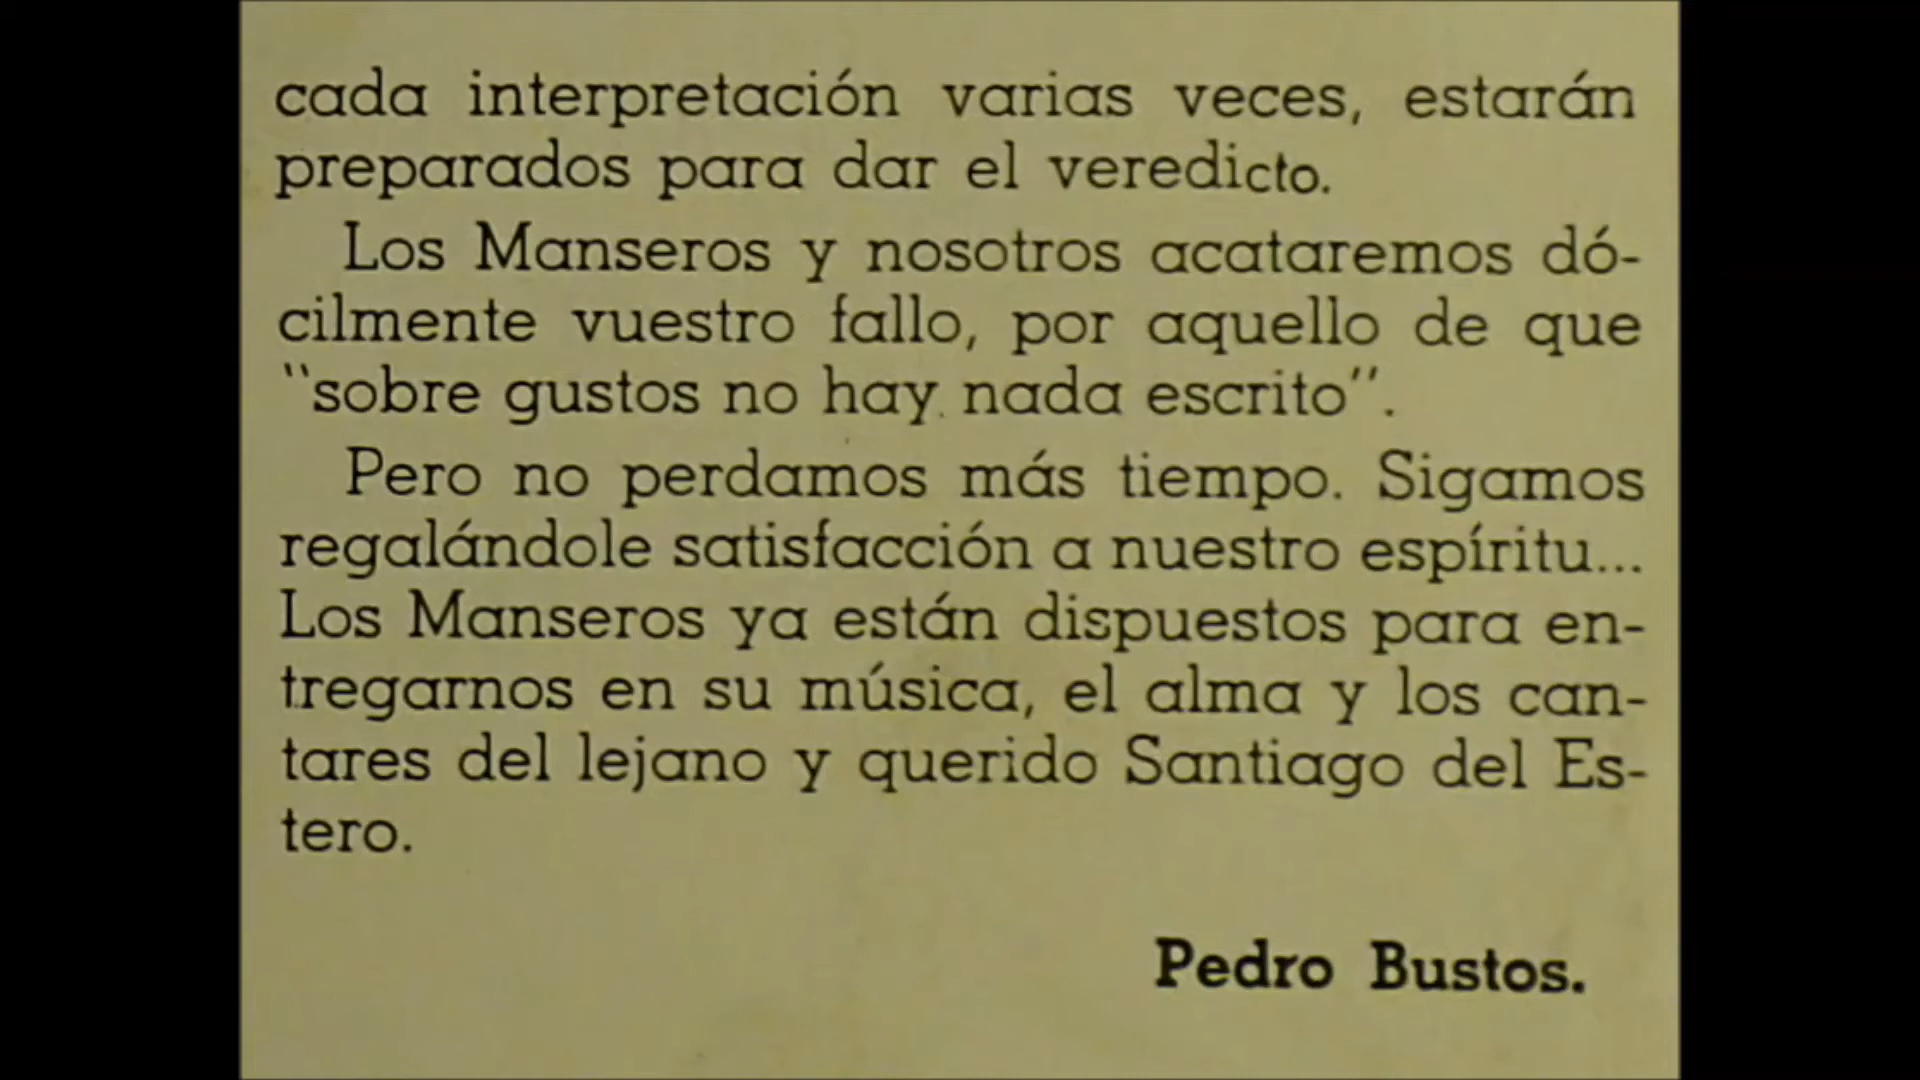 cada interpretación varias veces, estarán
preparados para dar el veredicto.
Los Manseros y nosotros acataremos dó-
cilmente vuestro fallo, por aquello de que
"sobre gustos no hay nada escrito".
Pero no perdamos más tiempo. Sigamos
regalándole satisfacción a nuestro espíritu...
Los Manseros ya están dispuestos para en-
tregarnos en su música, el alma y los can-
tares del lejano y querido Santiago del Es-
tero.
Pedro Bustos.